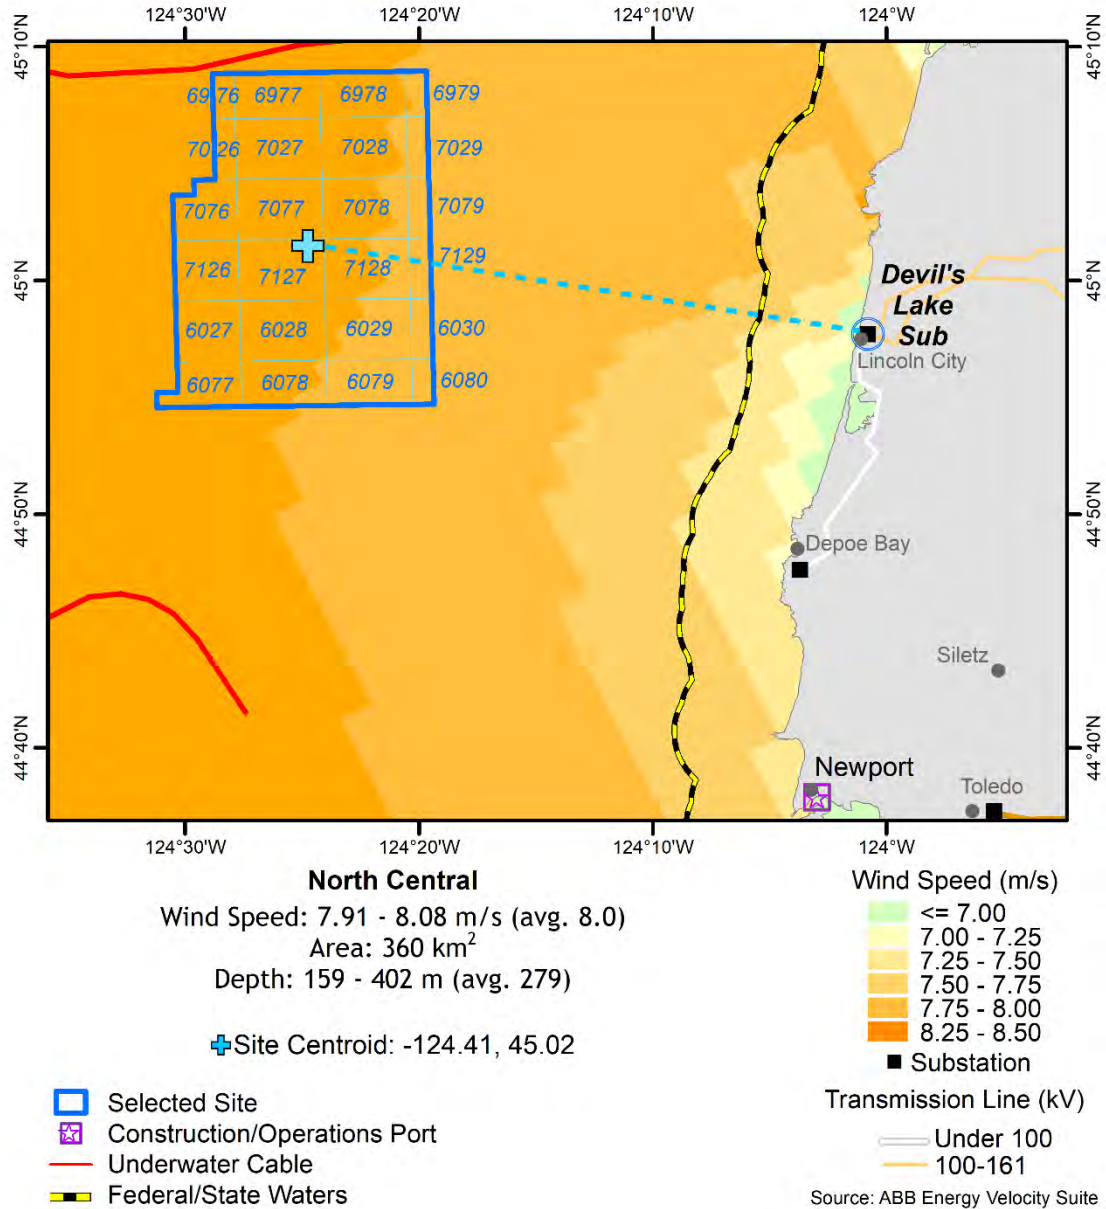 124°30'W 124°20'W 124°10'W 124°W
45°10'N 45°10'N
6976 6977 6978 6979
7026 7027 7028 7029
7076 7077 7078 7079
7126 7127 7128 7129
45°N 45°N
Devil's
Lake
Sub
6027 6028 6029 6030
Lincoln City
6077 6078 6079 6080
44°50'N 44°50'N
Depoe Bay
Siletz
44°40'N 44°40'N
Newport
Toledo
124°30'W 124°20'W 124°10'W 124°W
North Central
Wind Speed: 7.91 - 8.08 m/s (avg. 8.0)
Area: 360 km²
Depth: 159 - 402 m (avg. 279)
Site Centroid: -124.41, 45.02
Selected Site
Construction/Operations Port
Underwater Cable
Federal/State Waters
Wind Speed (m/s)
<= 7.00
7.00 - 7.25
7.25 - 7.50
7.50 - 7.75
7.75 - 8.00
8.25 - 8.50
Substation
Transmission Line (kV)
Under 100
100-161
Source: ABB Energy Velocity Suite